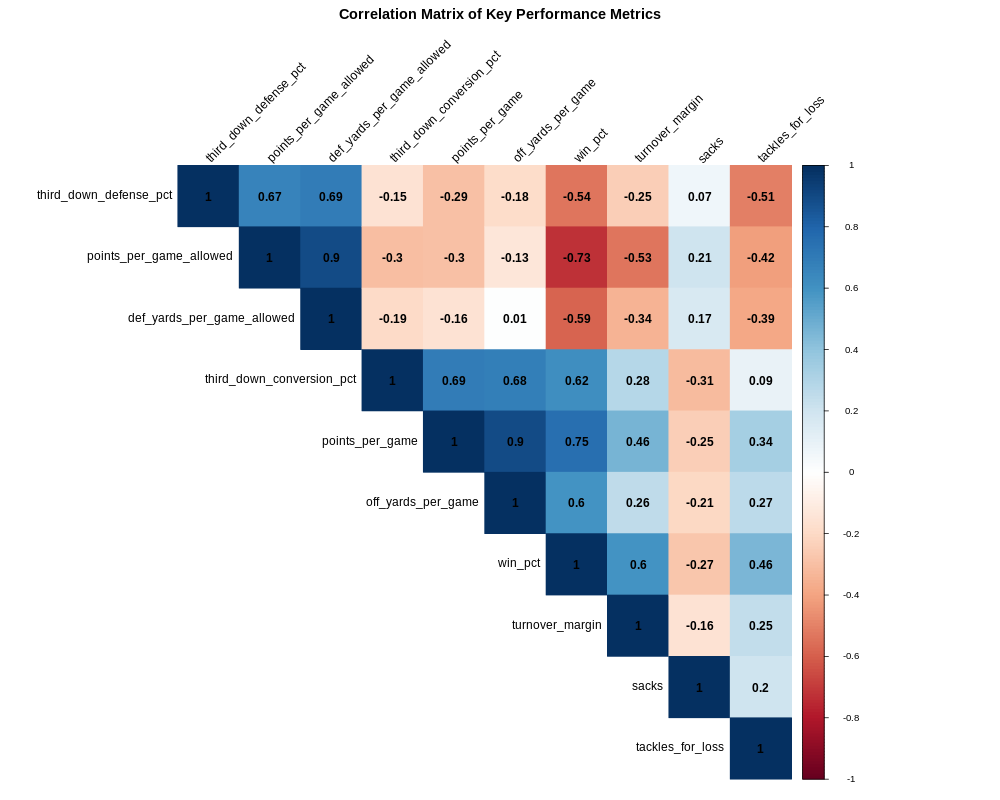 Correlation Matrix of Key Performance Metrics
third_down_defense_pct
points_per_game_allowed
def_yards_per_game_allowed
third_down_conversion_pct
points_per_game
off_yards_per_game
win_pct
turnover_margin
sacks
tackles_for_loss
third_down_defense_pct 1 0.67 0.69 -0.15 -0.29 -0.18 -0.54 -0.25 0.07 -0.51
points_per_game_allowed 1 0.9 -0.3 -0.3 -0.13 -0.73 -0.53 0.21 -0.42
def_yards_per_game_allowed 1 -0.19 -0.16 0.01 -0.59 -0.34 0.17 -0.39
third_down_conversion_pct 1 0.69 0.68 0.62 0.28 -0.31 0.09
points_per_game 1 0.9 0.75 0.46 -0.25 0.34
off_yards_per_game 1 0.6 0.26 -0.21 0.27
win_pct 1 0.6 -0.27 0.46
turnover_margin 1 -0.16 0.25
sacks 1 0.2
tackles_for_loss 1
1
0.8
0.6
0.4
0.2
0
-0.2
-0.4
-0.6
-0.8
-1